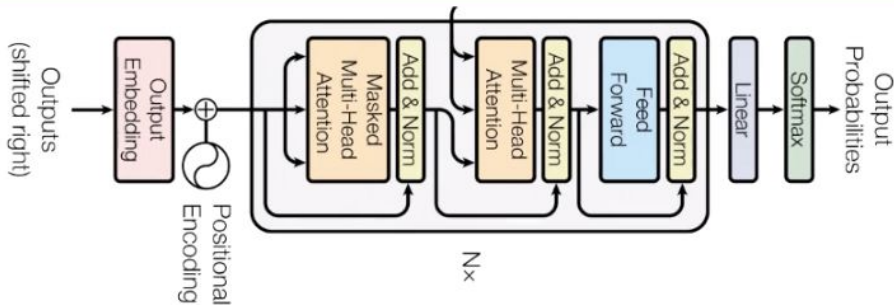 Outputs
(shifted right)
Output
Embedding
Positional
Encoding
Masked
Multi-Head
Attention
Add & Norm
Multi-Head
Attention
Add & Norm
Feed
Forward
Add & Norm
Nx
Linear
Softmax
Output
Probabilities